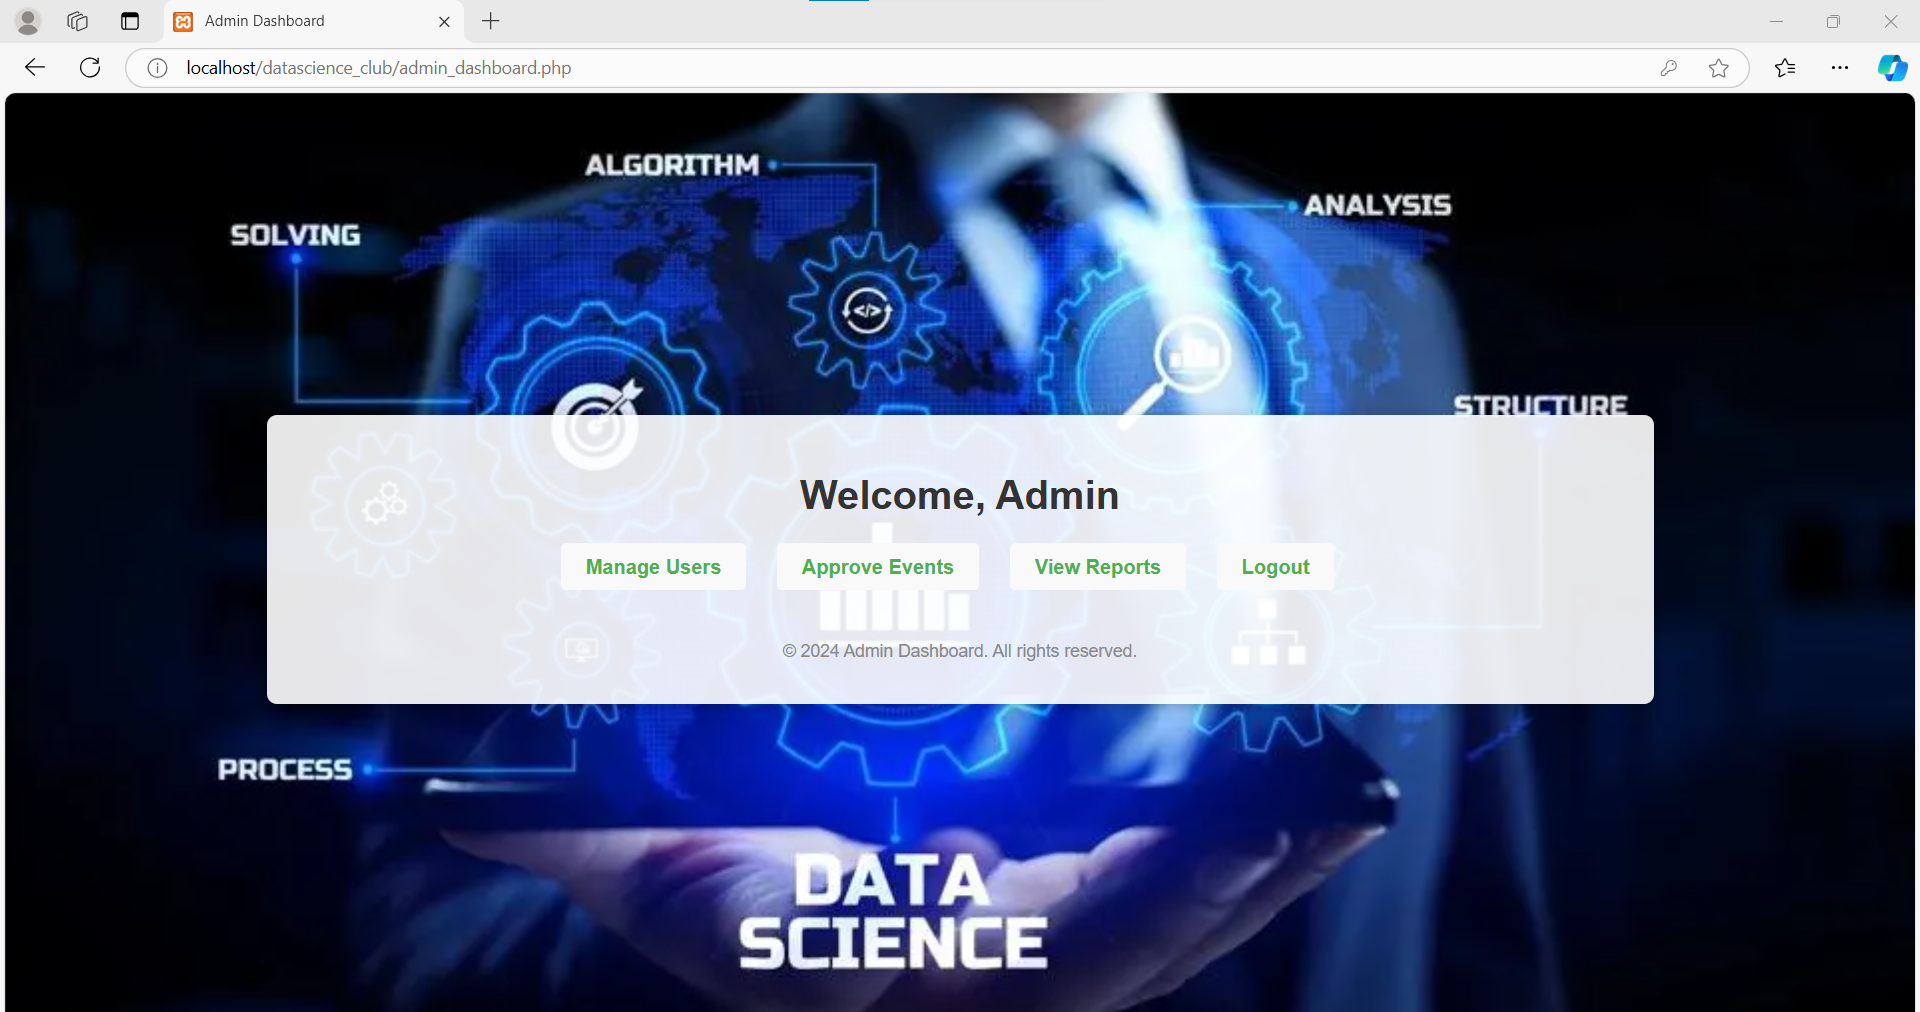 Admin Dashboard
localhost/datascience_club/admin_dashboard.php
ALGORITHM
ANALYSIS
SOLVING
STRUCTURE
Welcome, Admin
Manage Users
Approve Events
View Reports
Logout
© 2024 Admin Dashboard. All rights reserved.
PROCESS
DATA
SCIENCE